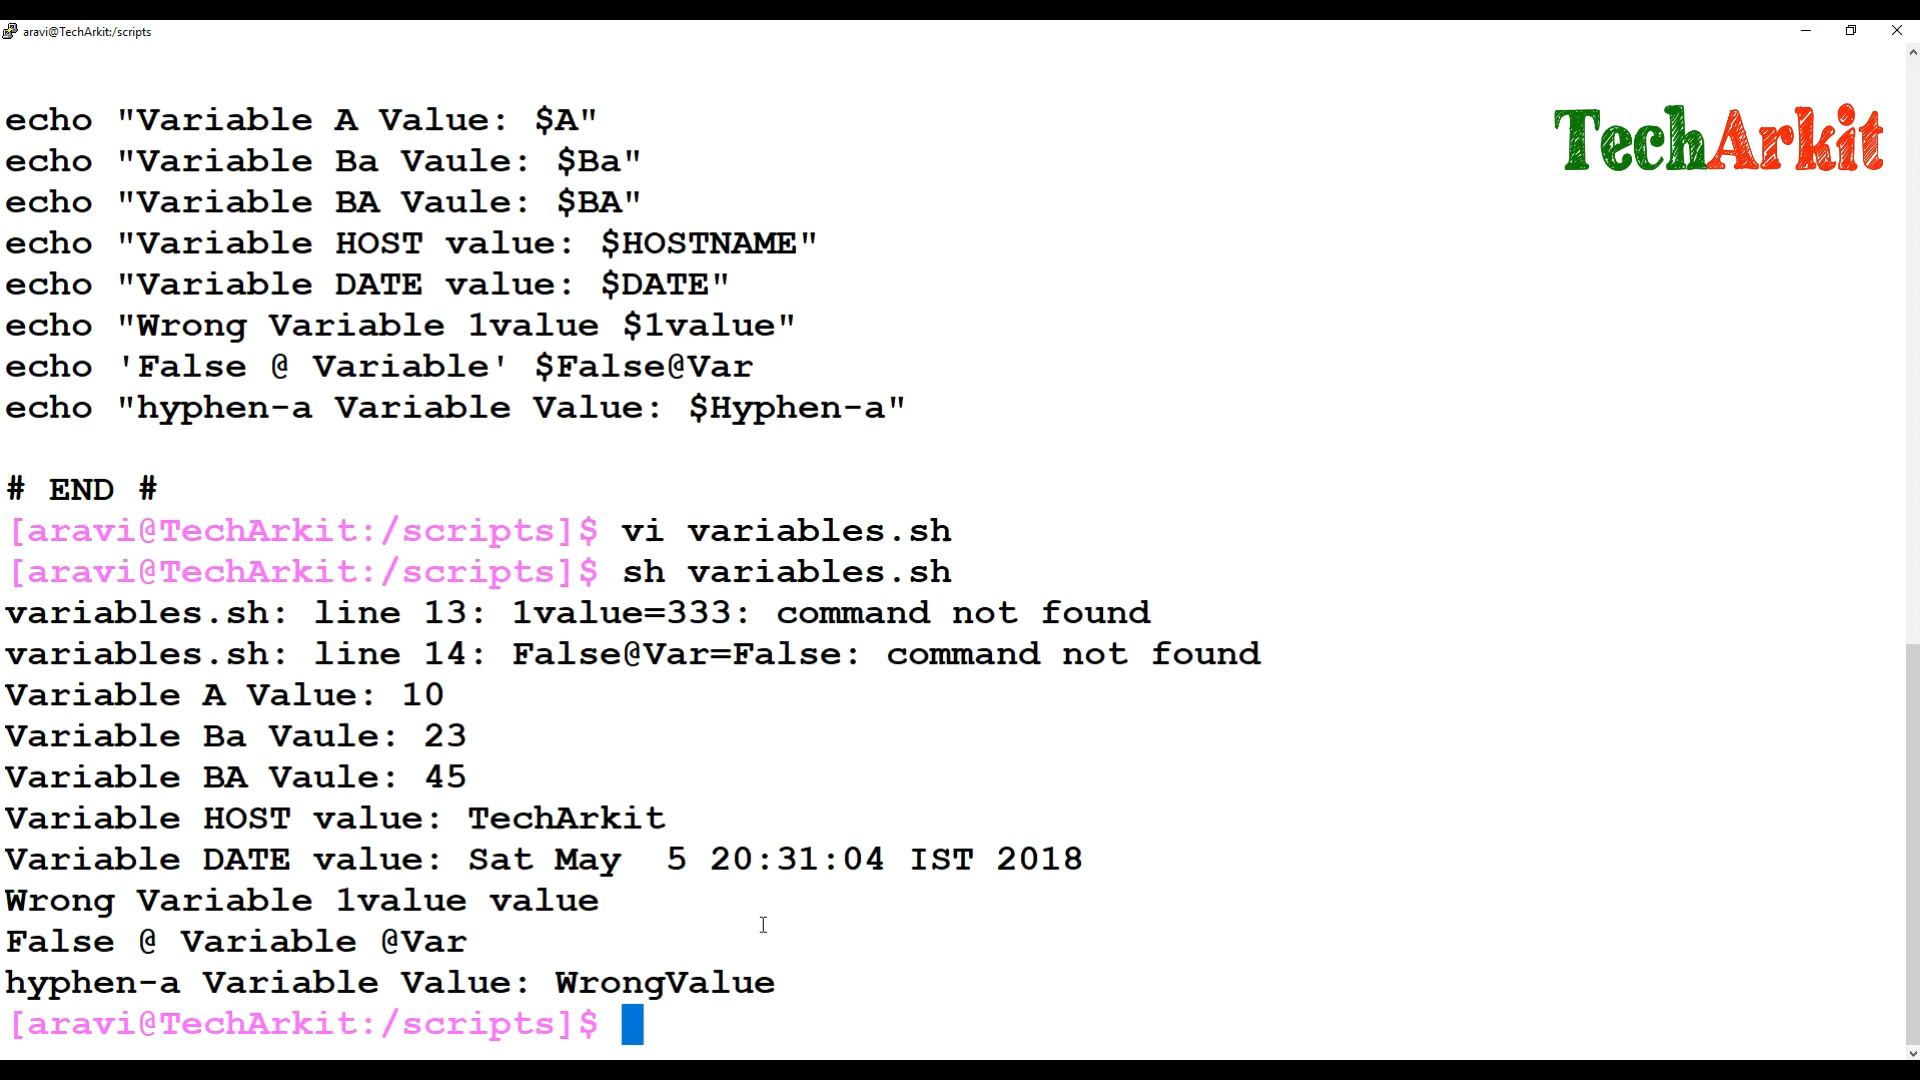 aravi@TechArkit:/scripts
TechArkit
echo "Variable A Value: $A"
echo "Variable Ba Vaule: $Ba"
echo "Variable BA Vaule: $BA"
echo "Variable HOST value: $HOSTNAME"
echo "Variable DATE value: $DATE"
echo "Wrong Variable 1value $1value"
echo 'False @ Variable' $False@Var
echo "hyphen-a Variable Value: $Hyphen-a"
# END #
[aravi@TechArkit:/scripts]$ vi variables.sh
[aravi@TechArkit:/scripts]$ sh variables.sh
variables.sh: line 13: 1value=333: command not found
variables.sh: line 14: False@Var=False: command not found
Variable A Value: 10
Variable Ba Vaule: 23
Variable BA Vaule: 45
Variable HOST value: TechArkit
Variable DATE value: Sat May  5 20:31:04 IST 2018
Wrong Variable 1value value
False @ Variable @Var
hyphen-a Variable Value: WrongValue
[aravi@TechArkit:/scripts]$